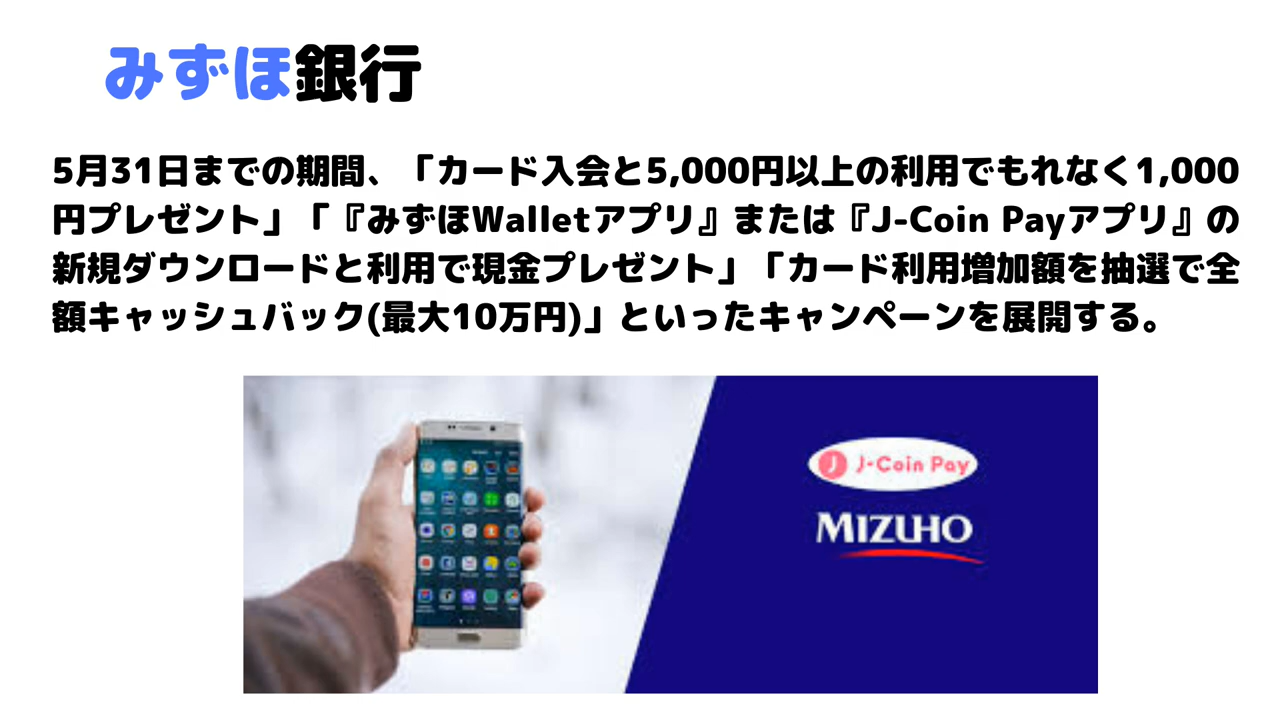 みずほ銀行
5月31日までの期間、「カード入会と5,000円以上の利用でもれなく1,000
円プレゼント」「『みずほWalletアプリ』または『J-Coin Payアプリ』の
新規ダウンロードと利用で現金プレゼント」「カード利用増加額を抽選で全
額キャッシュバック(最大10万円)」といったキャンペーンを展開する。
J J-Coin Pay
MIZUHO